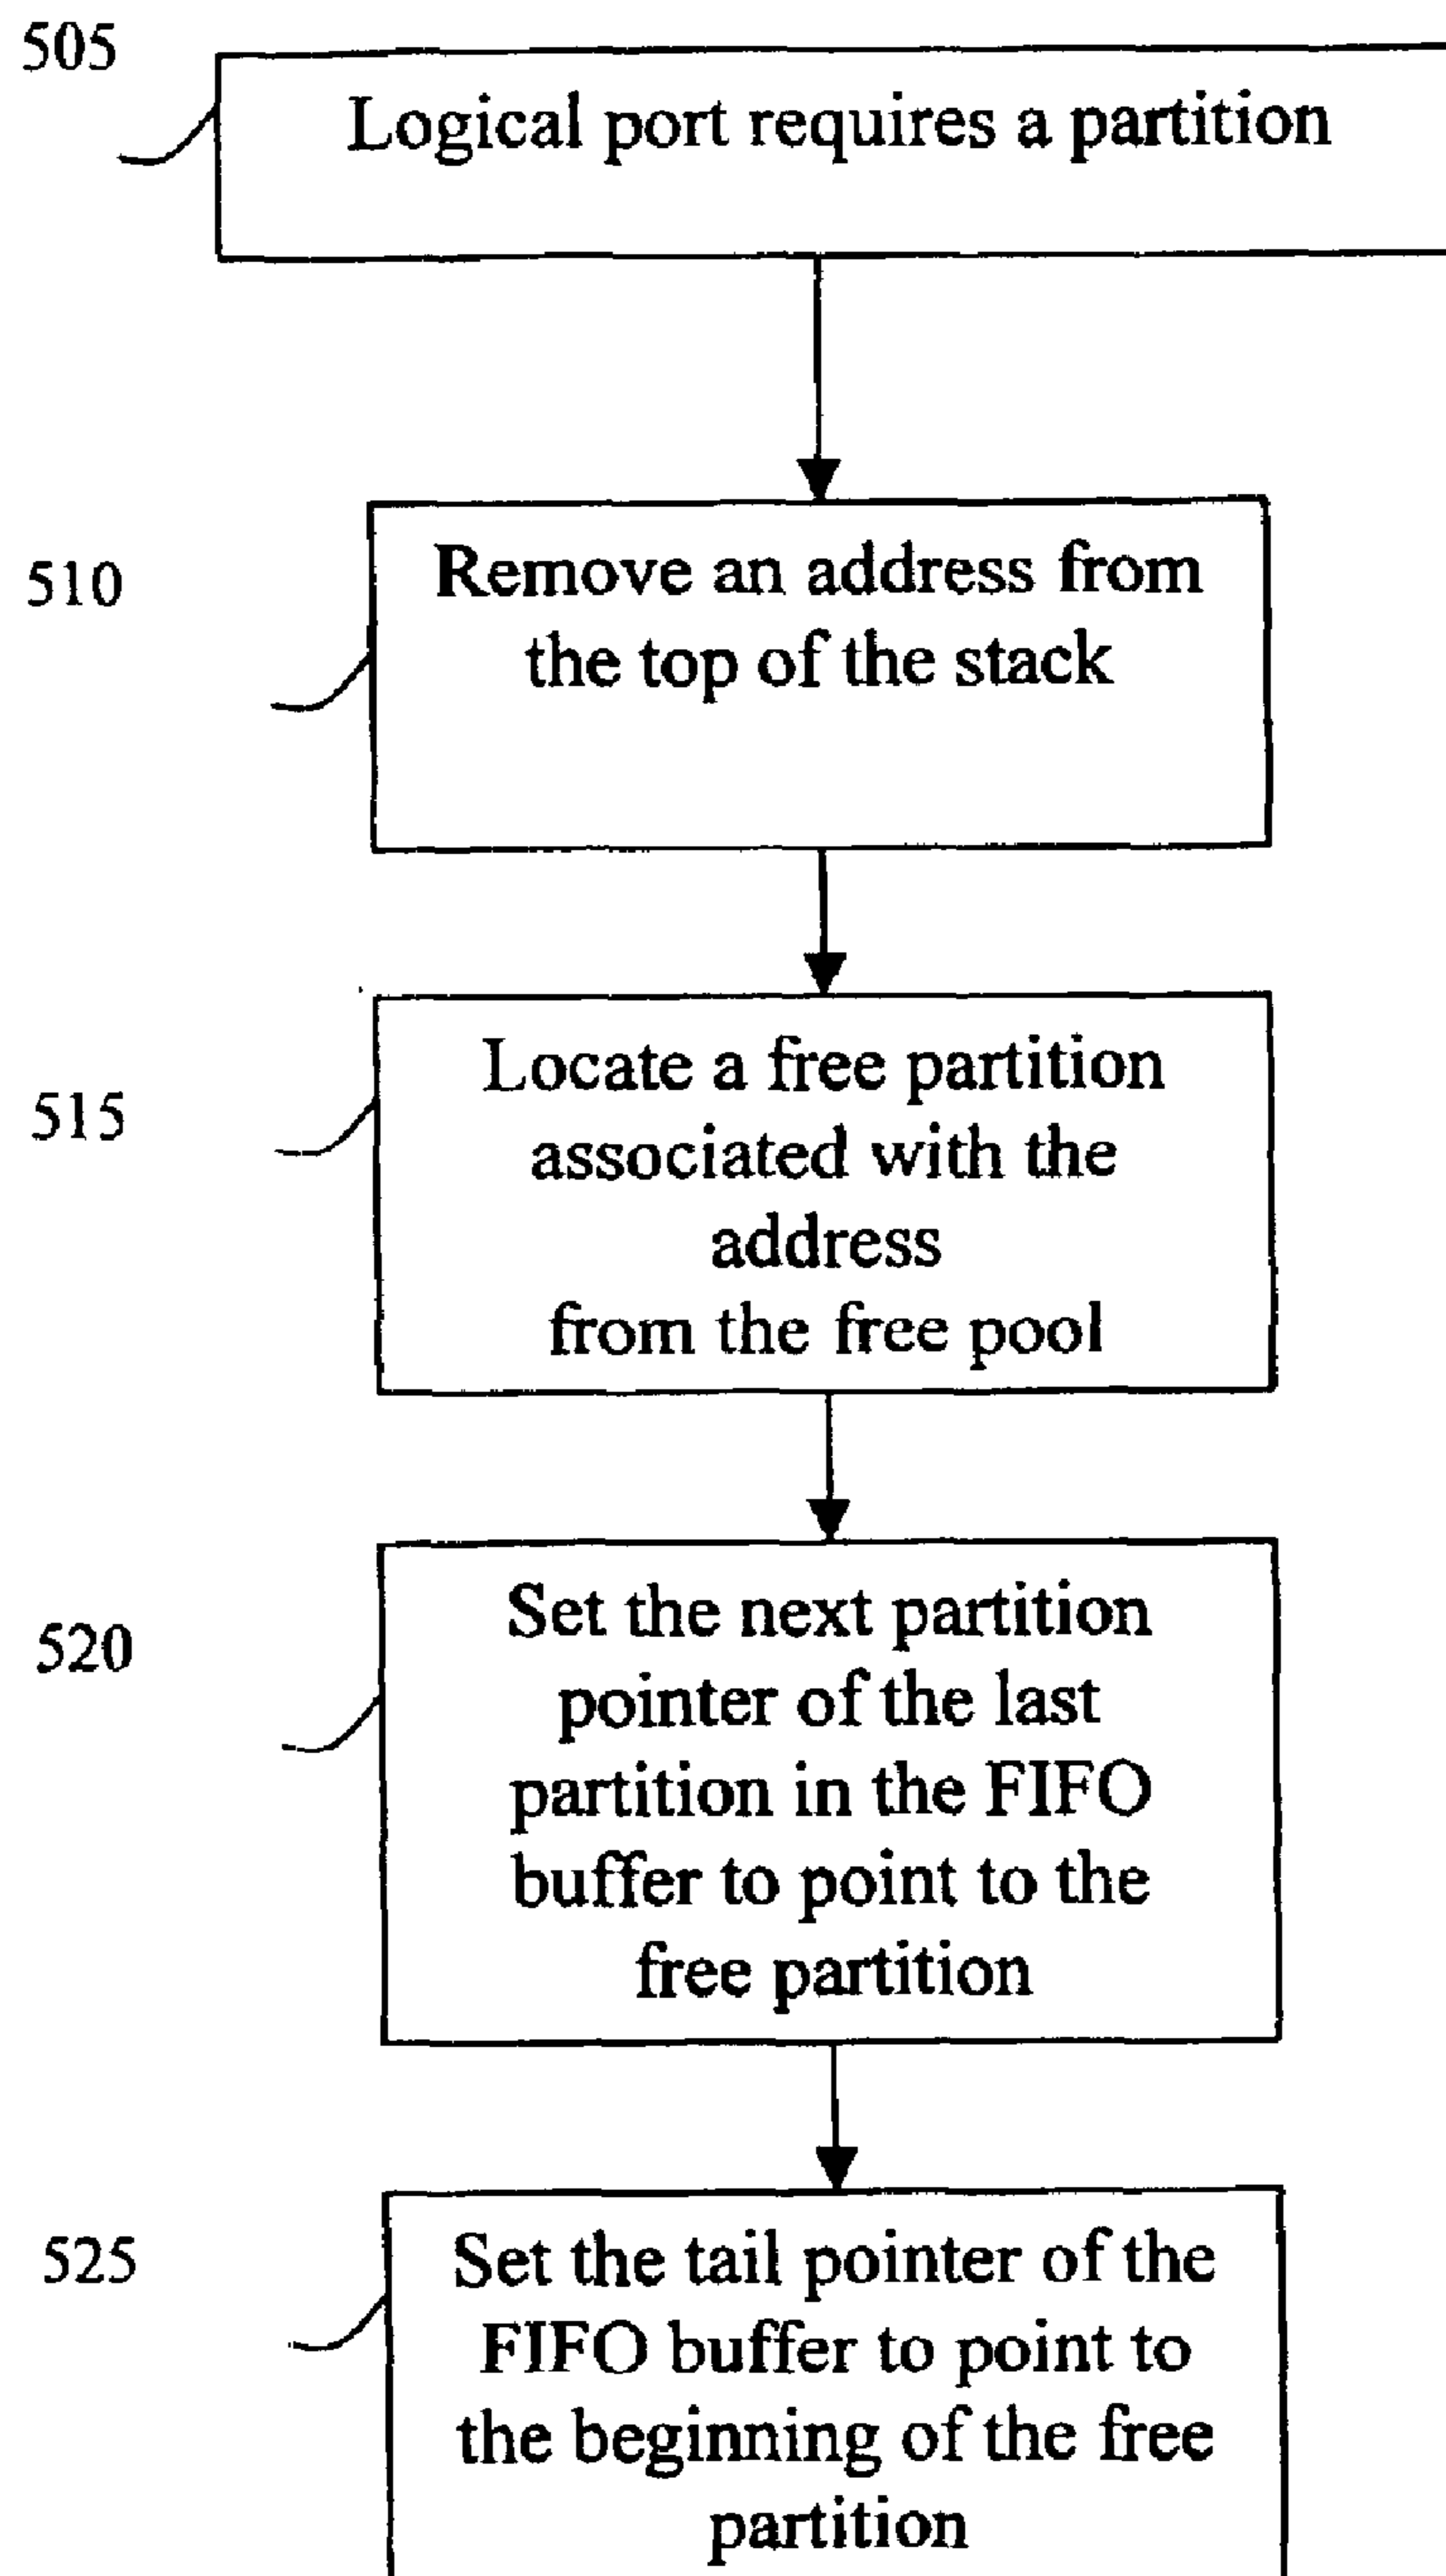 505
Logical port requires a partition
510
Remove an address from
the top of the stack
515
Locate a free partition
associated with the
address
from the free pool
520
Set the next partition
pointer of the last
partition in the FIFO
buffer to point to the
free partition
525
Set the tail pointer of the
FIFO buffer to point to
the beginning of the free
partition